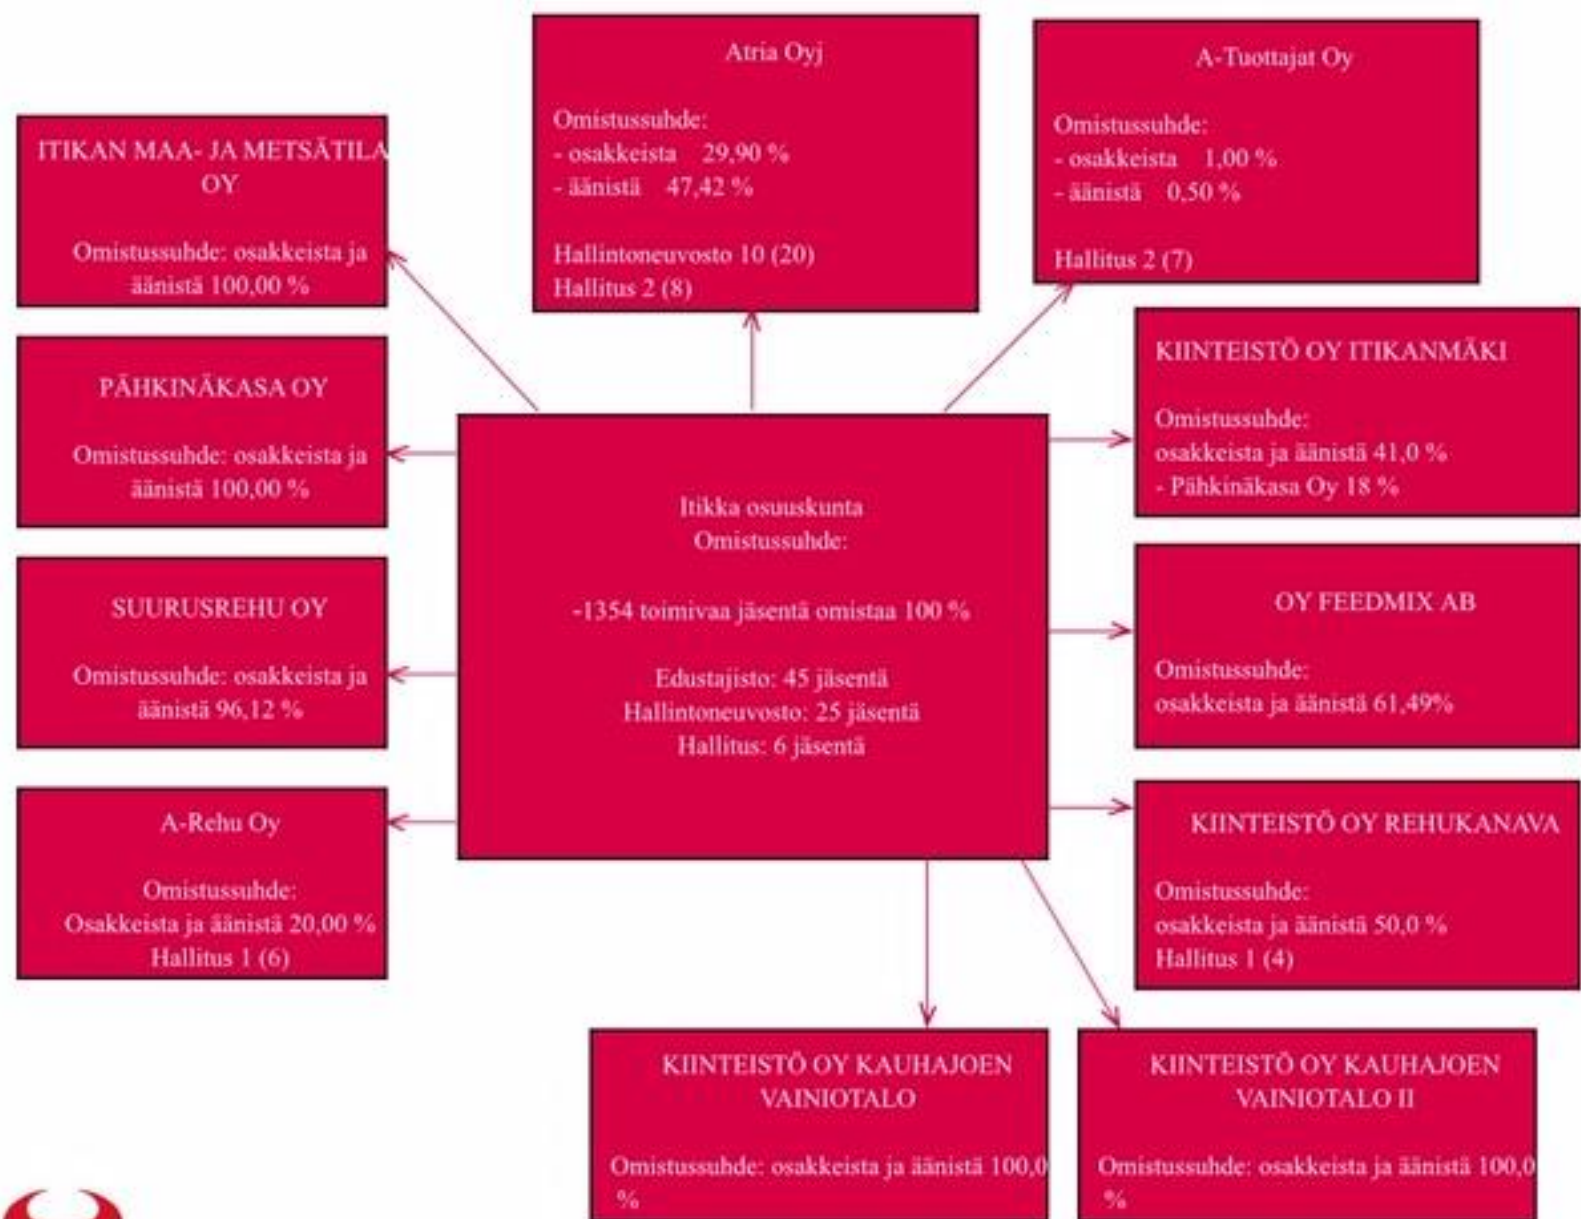 Atria Oyj
Omistussuhde:
- osakkeista 29,90 %
- äänistä 47,42 %
Hallintoneuvosto 10 (20)
Hallitus 2 (8)
A-Tuottajat Oy
Omistussuhde:
- osakkeista 1,00 %
- äänistä 0,50 %
Hallitus 2 (7)
ITIKAN MAA- JA METSÄTILA
OY
Omistussuhde: osakkeista ja
äänistä 100,00 %
PÄHKINÄKASA OY
Omistussuhde: osakkeista ja
äänistä 100,00 %
SUURUSREHU OY
Omistussuhde: osakkeista ja
äänistä 96,12 %
A-Rehu Oy
Omistussuhde:
Osakkeista ja äänistä 20,00 %
Hallitus 1 (6)
Itikka osuuskunta
Omistussuhde:
-1354 toimivaa jäsentä omistaa 100 %
Edustajisto: 45 jäsentä
Hallintoneuvosto: 25 jäsentä
Hallitus: 6 jäsentä
KIINTEISTÖ OY ITIKANMÄKI
Omistussuhde:
osakkeista ja äänistä 41,0 %
- Pähkinäkasa Oy 18 %
OY FEEDMIX AB
Omistussuhde:
osakkeista ja äänistä 61,49%
KIINTEISTÖ OY REHUKANAVA
Omistussuhde:
osakkeista ja äänistä 50,0 %
Hallitus 1 (4)
KIINTEISTÖ OY KAUHAJOEN
VAINIOTALO
Omistussuhde: osakkeista ja äänistä 100,0
%
KIINTEISTÖ OY KAUHAJOEN
VAINIOTALO II
Omistussuhde: osakkeista ja äänistä 100,0
%